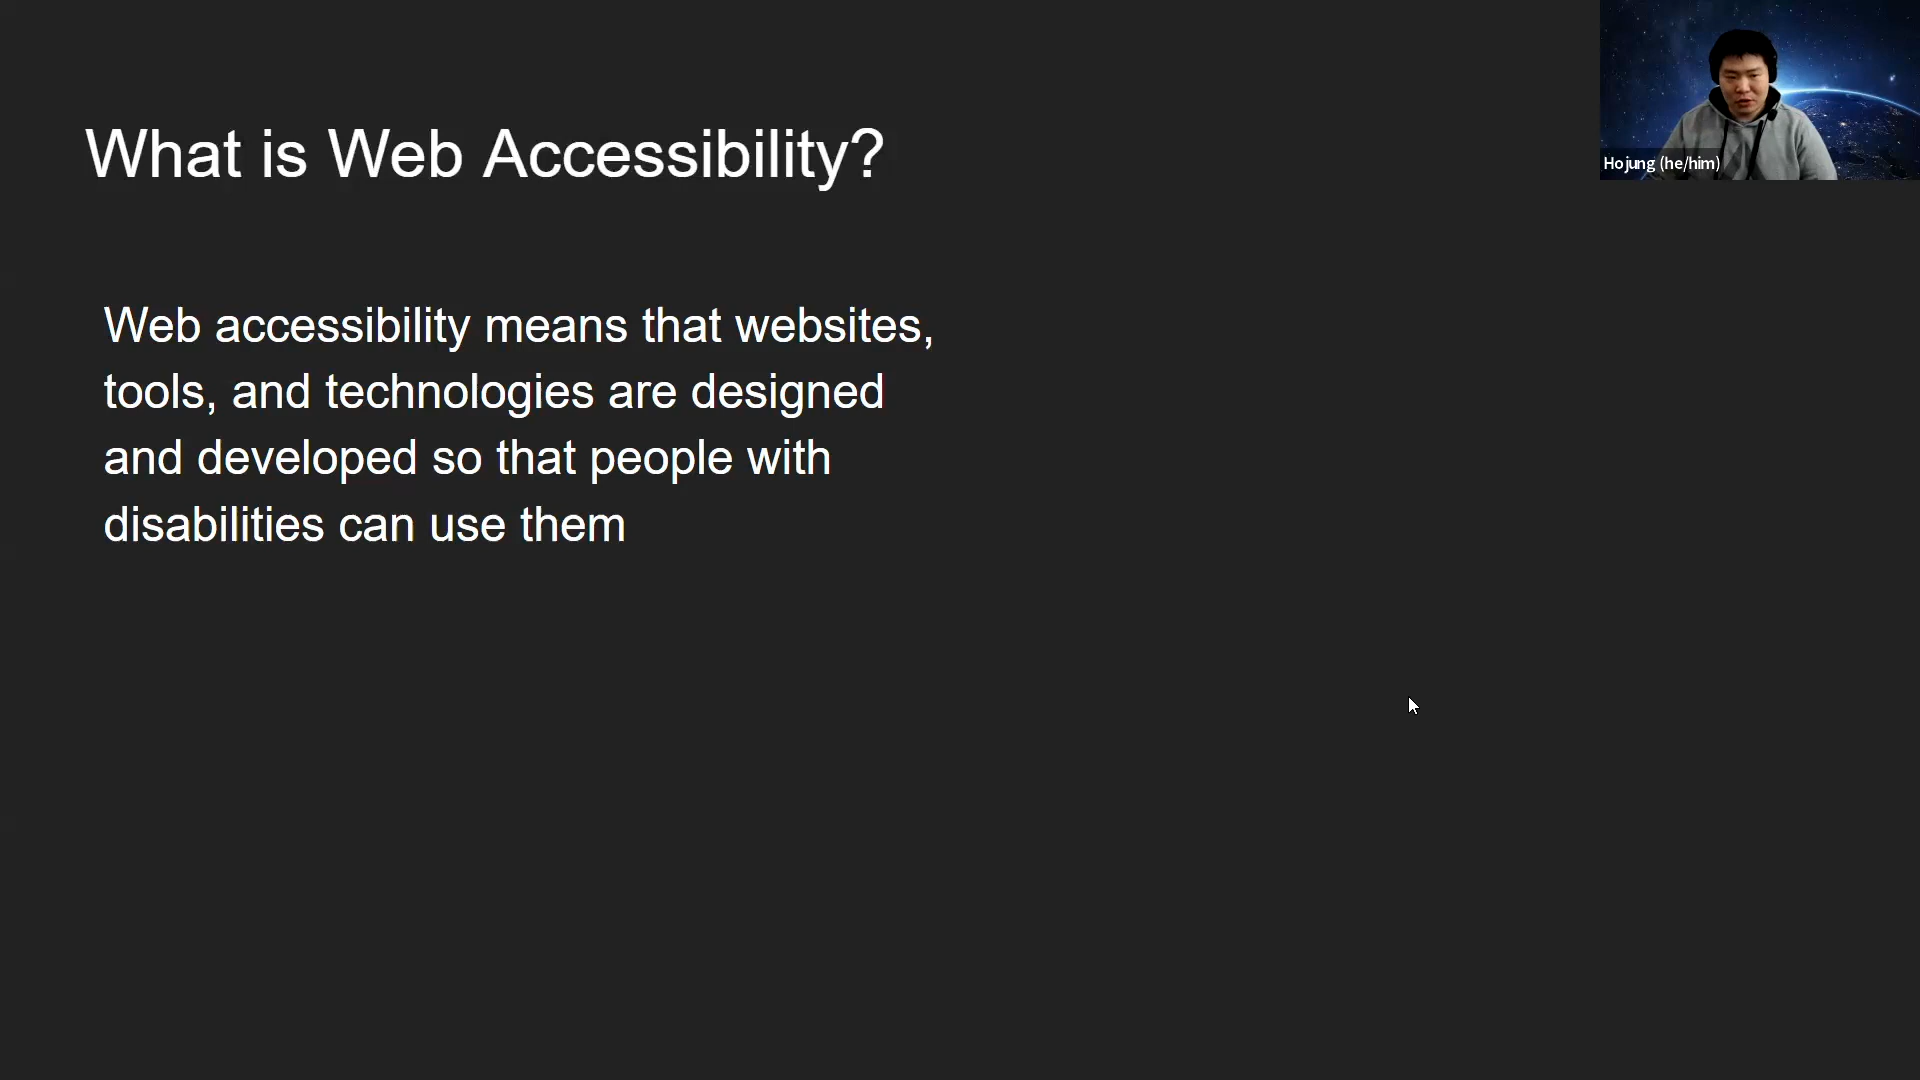 What is Web Accessibility?
Hojung (he/him)
Web accessibility means that websites,
tools, and technologies are designed
and developed so that people with
disabilities can use them